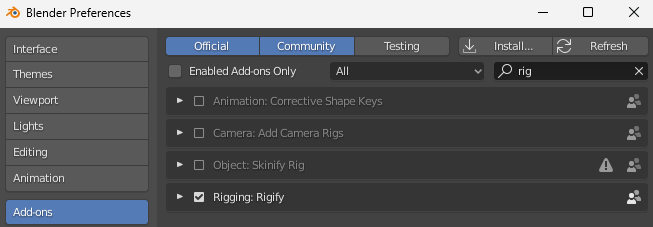 Blender Preferences
Interface
Themes
Viewport
Lights
Editing
Animation
Add-ons
Official Community Testing Install... Refresh
Enabled Add-ons Only All rig
Animation: Corrective Shape Keys
Camera: Add Camera Rigs
Object: Skinify Rig
Rigging: Rigify